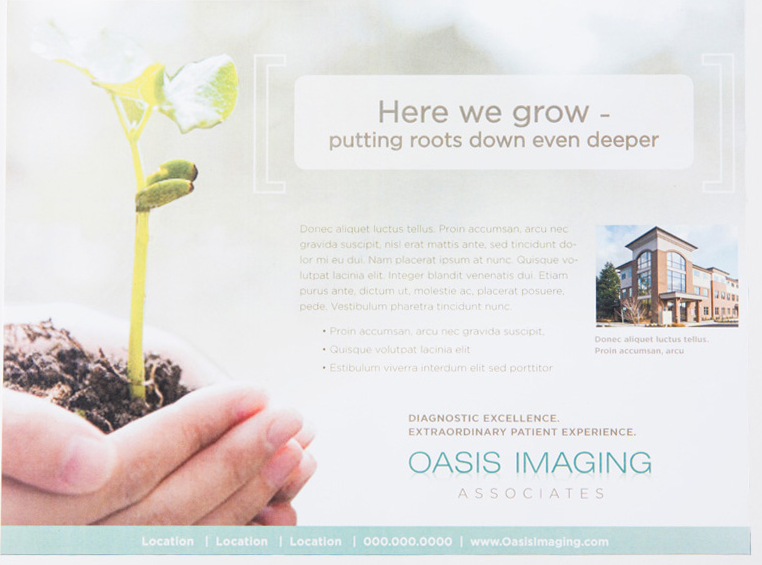 Here we grow -
putting roots down even deeper
Donec aliquet luctus tellus. Proin accumsan, arcu nec
gravida suscipit, nisl erat mattis ante, sed tincidunt do-
lor mi eu dui. Nam placerat ipsum at nunc. Quisque vo-
lutpat lacinia elit. Integer blandit venenatis dui. Etiam
purus ante, dictum ut, molestie ac, placerat posuere,
pede. Vestibulum pharetra tincidunt nunc.
• Proin accumsan, arcu nec gravida suscipit,
• Quisque volutpat lacinia elit
• Estibulum viverra interdum elit sed porttitor
Donec aliquet luctus tellus.
Proin accumsan, arcu
DIAGNOSTIC EXCELLENCE.
EXTRAORDINARY PATIENT EXPERIENCE.
OASIS IMAGING
ASSOCIATES
Location | Location | Location | 000.000.0000 | www.OasisImaging.com